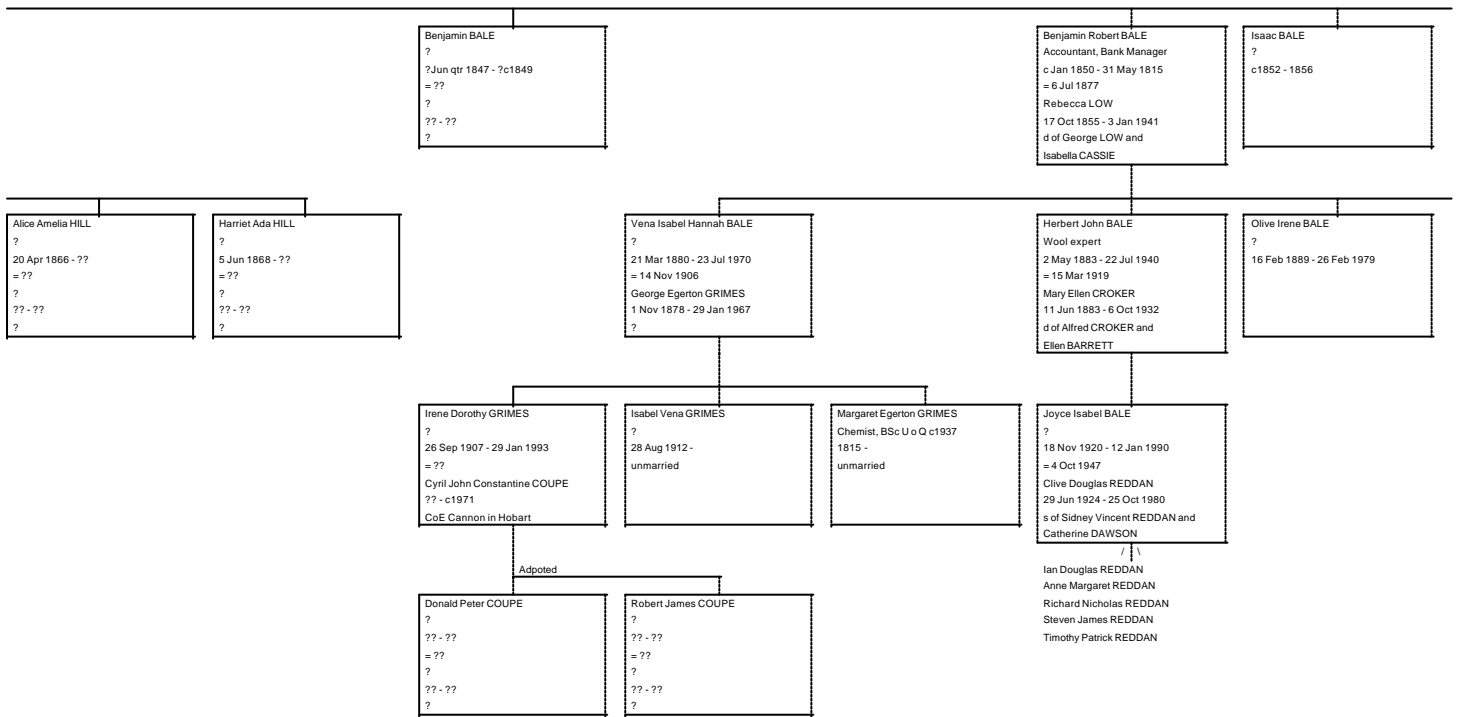 Benjamin BALE
?
?Jun qtr 1847 - ?c1849
= ??
?
?? - ??
?
Benjamin Robert BALE
Accountant, Bank Manager
c Jan 1850 - 31 May 1815
= 6 Jul 1877
Rebecca LOW
17 Oct 1855 - 3 Jan 1941
d of George LOW and
Isabella CASSIE
Isaac BALE
?
c1852 - 1856
Alice Amelia HILL
?
20 Apr 1866 - ??
= ??
?
?? - ??
?
Harriet Ada HILL
?
5 Jun 1868 - ??
= ??
?
?? - ??
?
Vena Isabel Hannah BALE
?
21 Mar 1880 - 23 Jul 1970
= 14 Nov 1906
George Egerton GRIMES
1 Nov 1878 - 29 Jan 1967
?
Herbert John BALE
Wool expert
2 May 1883 - 22 Jul 1940
= 15 Mar 1919
Mary Ellen CROKER
11 Jun 1883 - 6 Oct 1932
d of Alfred CROKER and
Ellen BARRETT
Olive Irene BALE
?
16 Feb 1889 - 26 Feb 1979
Irene Dorothy GRIMES
?
26 Sep 1907 - 29 Jan 1993
= ??
Cyril John Constantine COUPE
?? - c1971
CoE Cannon in Hobart
Isabel Vena GRIMES
?
28 Aug 1912 -
unmarried
Margaret Egerton GRIMES
Chemist, BSc U o Q c1937
1815 -
unmarried
Joyce Isabel BALE
?
18 Nov 1920 - 12 Jan 1990
= 4 Oct 1947
Clive Douglas REDDAN
29 Jun 1924 - 25 Oct 1980
s of Sidney Vincent REDDAN and
Catherine DAWSON
/ \
Ian Douglas REDDAN
Anne Margaret REDDAN
Richard Nicholas REDDAN
Steven James REDDAN
Timothy Patrick REDDAN
Adpoted
Donald Peter COUPE
?
?? - ??
= ??
?
?? - ??
?
Robert James COUPE
?
?? - ??
= ??
?
?? - ??
?